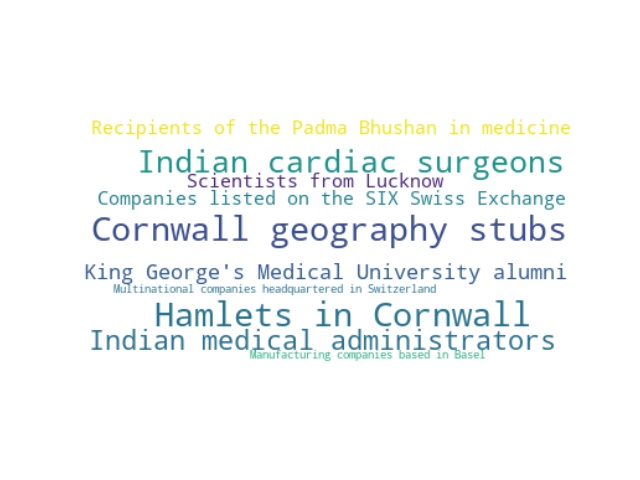 Recipients of the Padma Bhushan in medicine
Indian cardiac surgeons
Scientists from Lucknow
Companies listed on the SIX Swiss Exchange
Cornwall geography stubs
King George's Medical University alumni
Multinational companies headquartered in Switzerland
Hamlets in Cornwall
Indian medical administrators
Manufacturing companies based in Basel